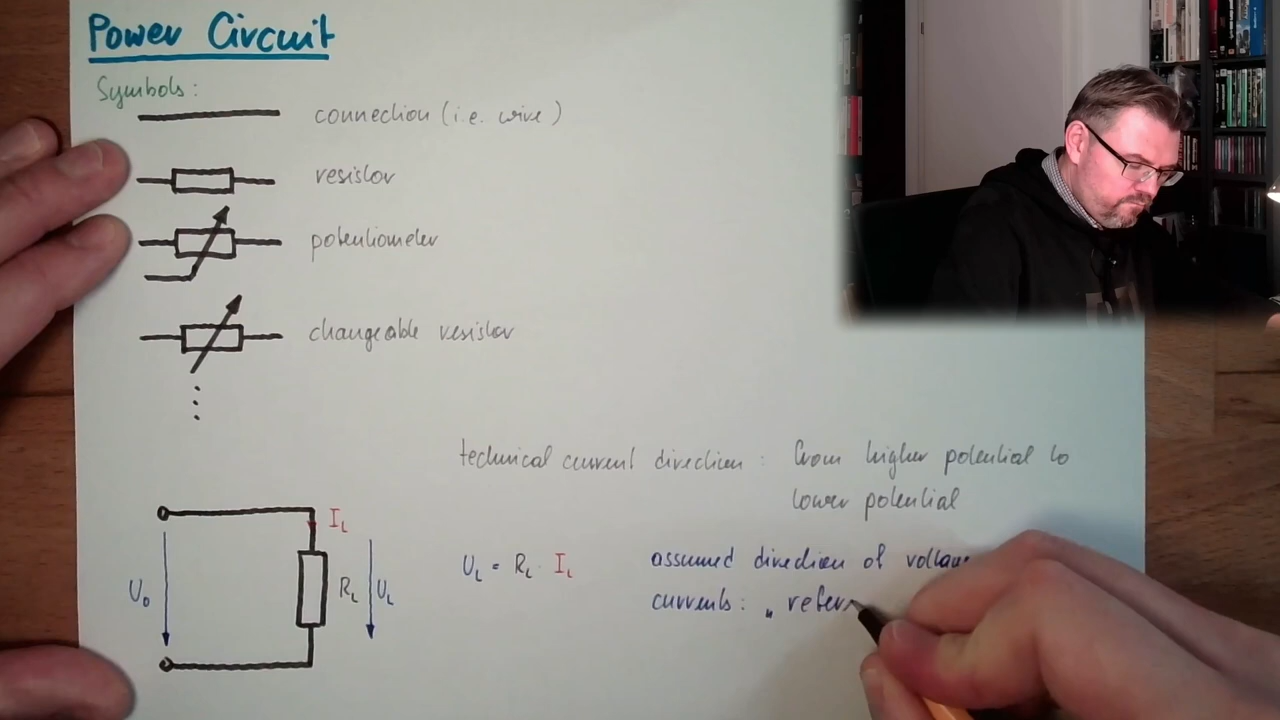 Power Circuit
Symbols:
connection (i.e. wire)
resistor
potentiometer
changeable resistor
technical current direction: from higher potential to
lower potential
I_L
U_0
R_L U_L
U_L = R_L · I_L
assumed direction of
currents: „ refer